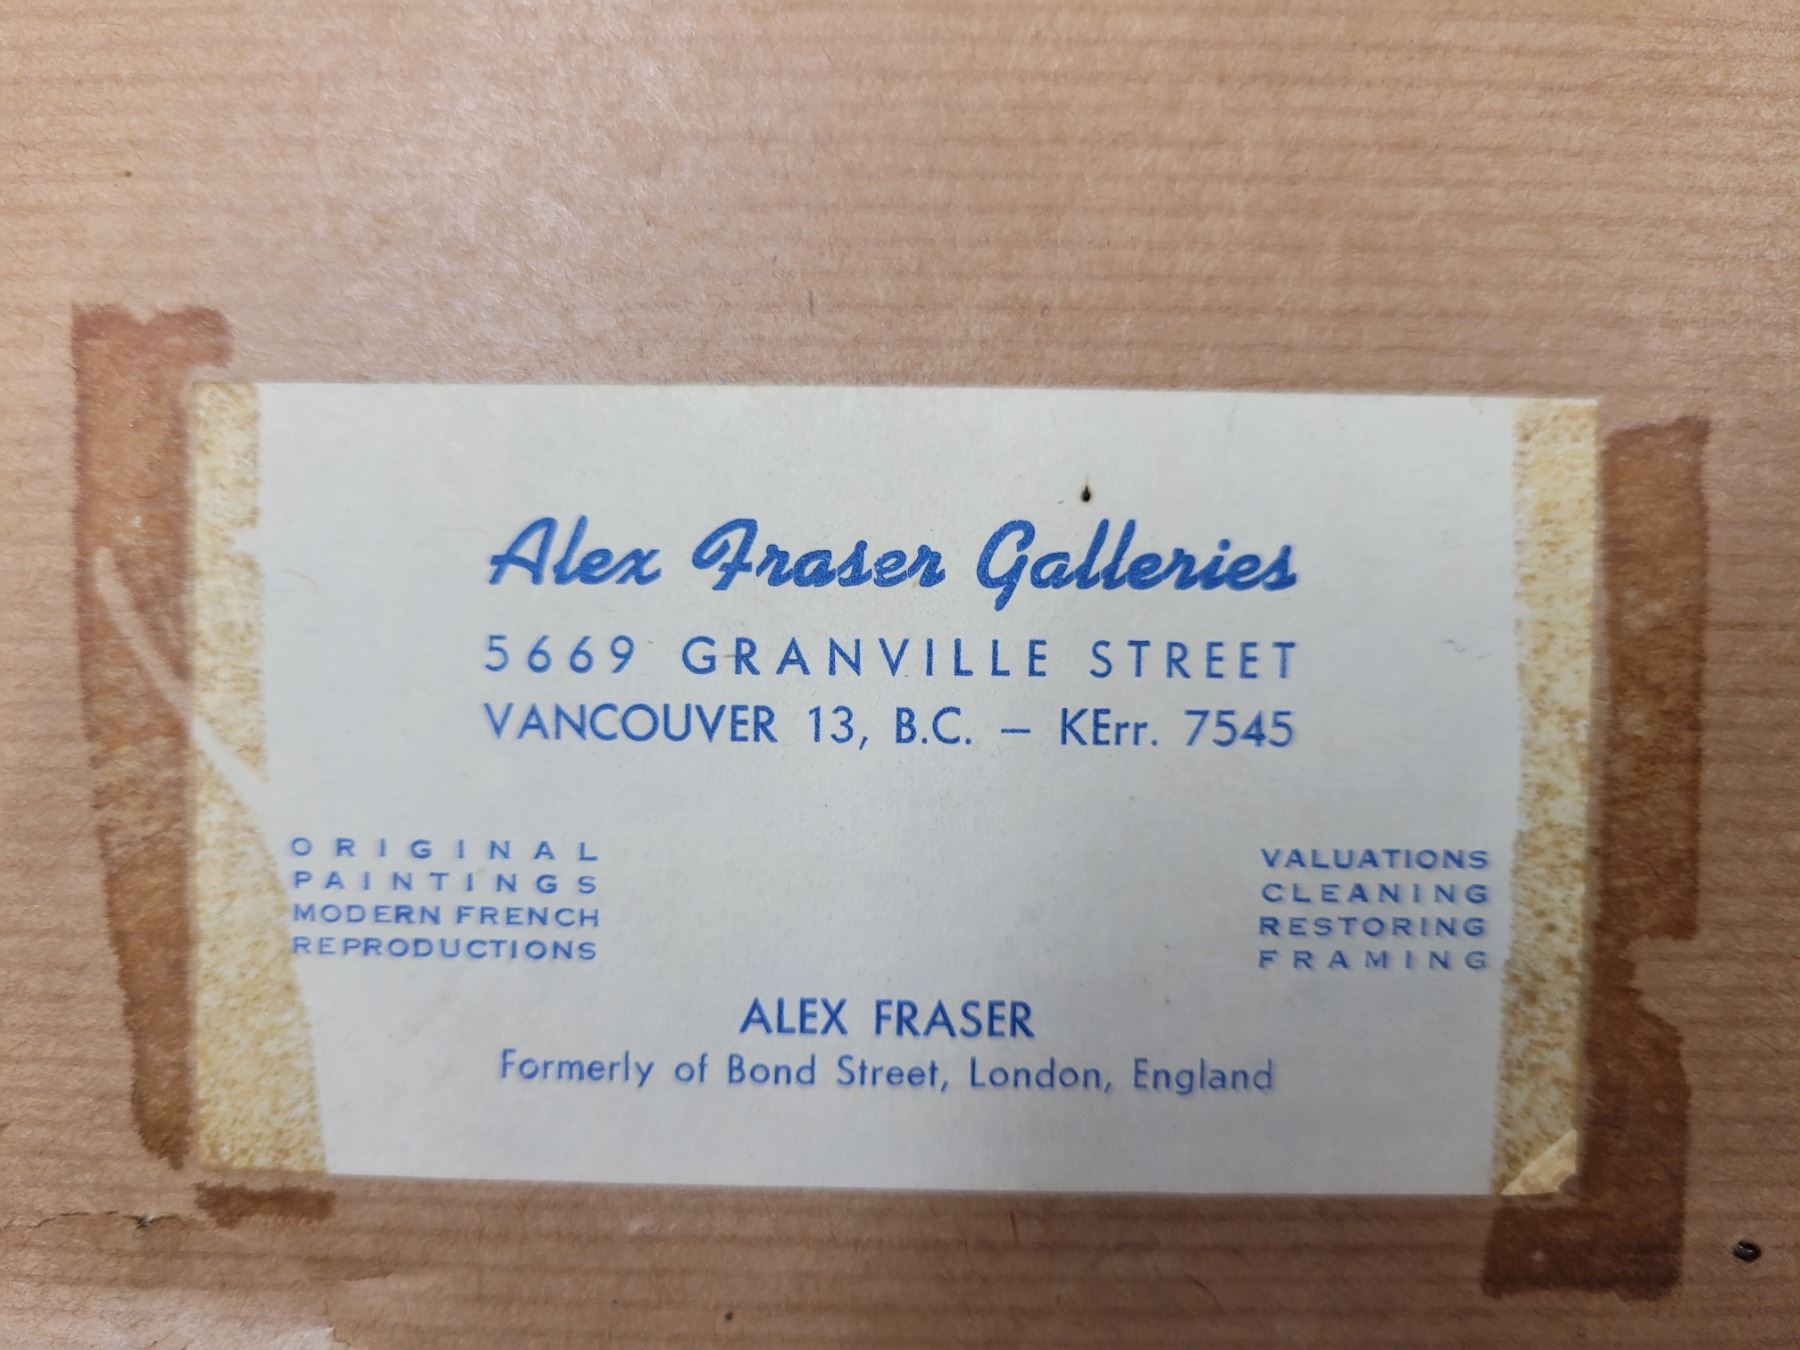 Alex Fraser Galleries
5669 GRANVILLE STREET
VANCOUVER 13, B.C. – KErr. 7545
ORIGINAL
PAINTINGS
MODERN FRENCH
REPRODUCTIONS
VALUATIONS
CLEANING
RESTORING
FRAMING
ALEX FRASER
Formerly of Bond Street, London, England